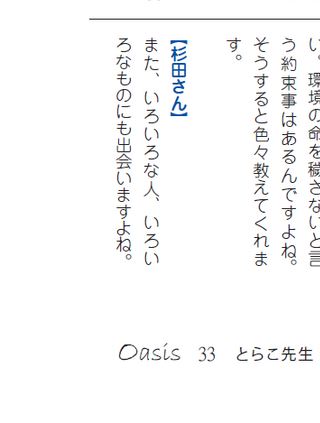 い。環境の命を穢さないと言
う約束事はあるんですよね。
そうすると色々教えてくれま
す。
【杉田さん】
また、いろいろな人、いろい
ろなものにも出会いますよね。
Oasis 33 とらこ先生